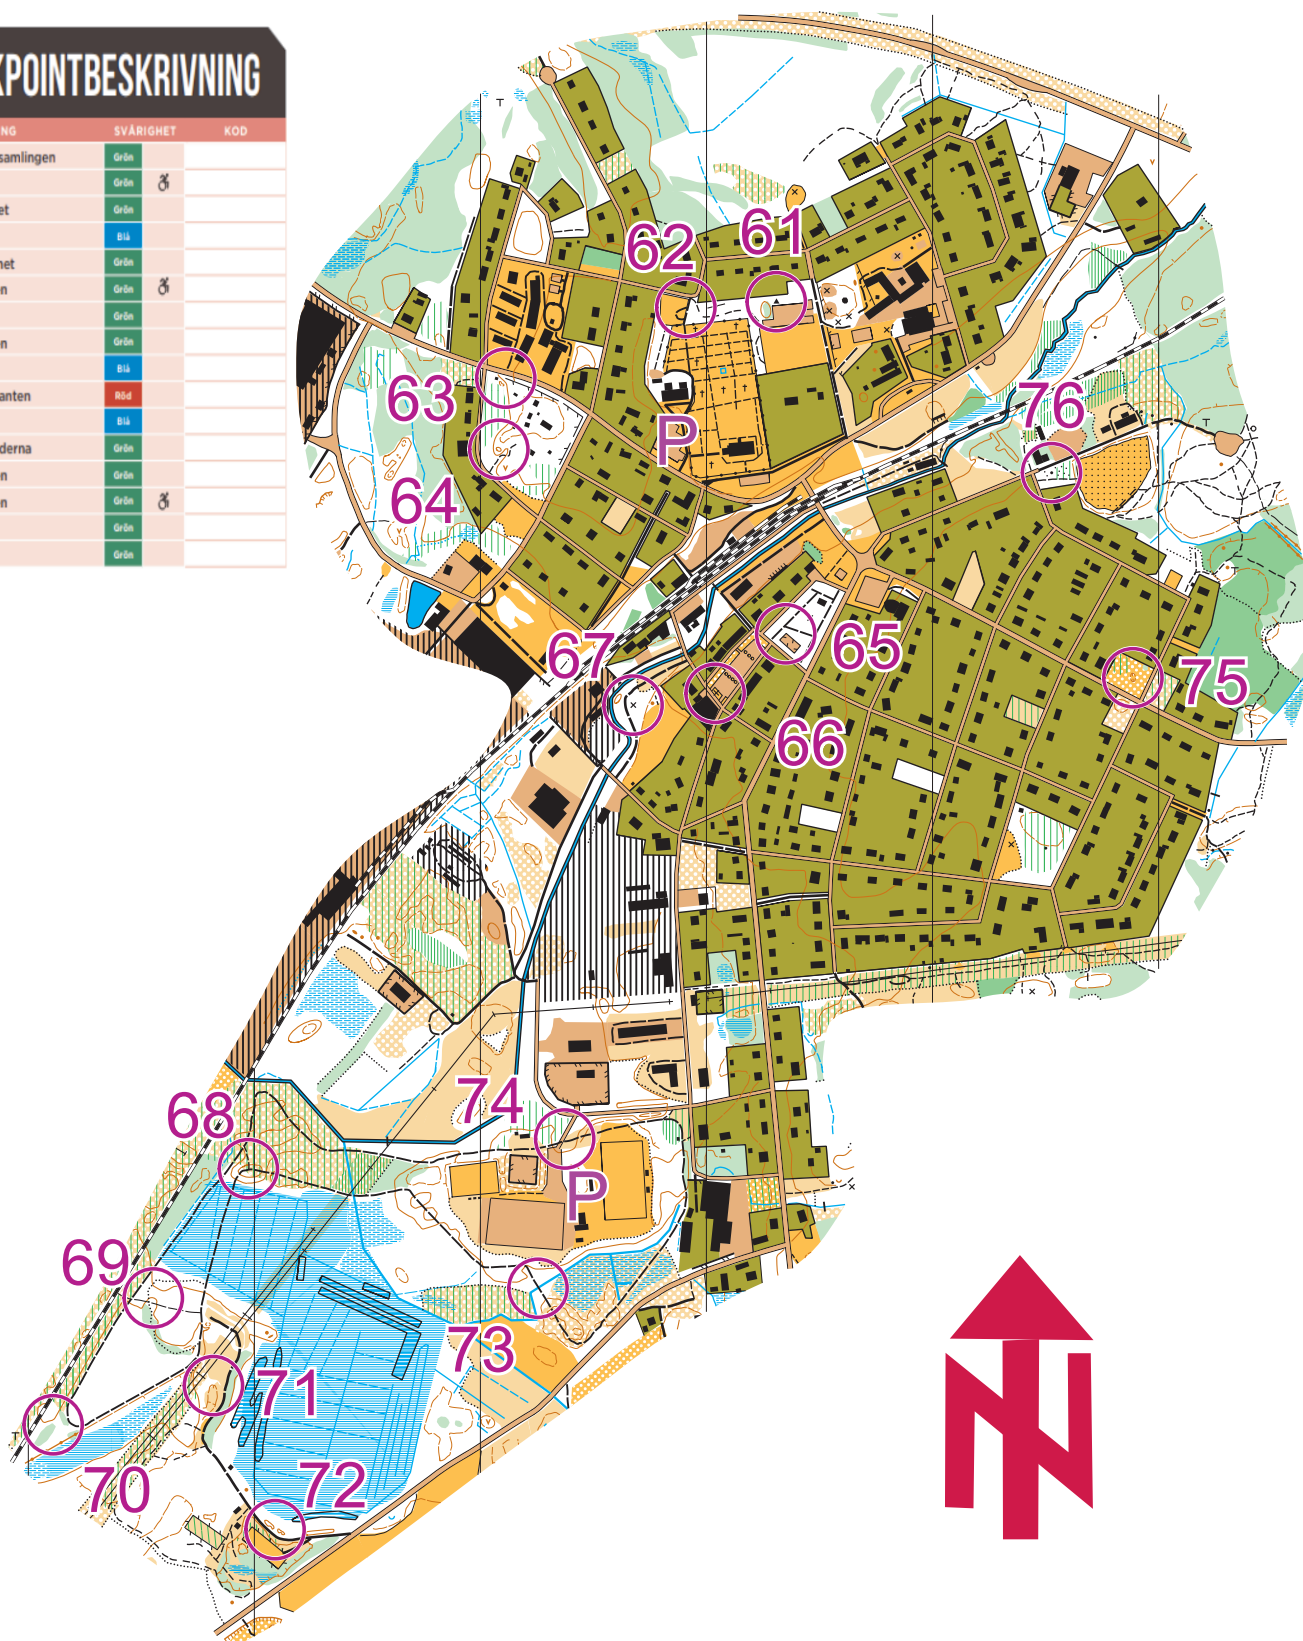 KPOINTBESKRIVNING
NG SVÅRIGHET KOD
samlingen Grön
Grön
et Grön
Blå
het Grön
n Grön
Grön
n Grön
Blå
anten Röd
Blå
derna Grön
n Grön
n Grön
Grön
Grön
61
62
63
76
P
64
67
65
75
66
74
68
P
69
73
71
72
70
N